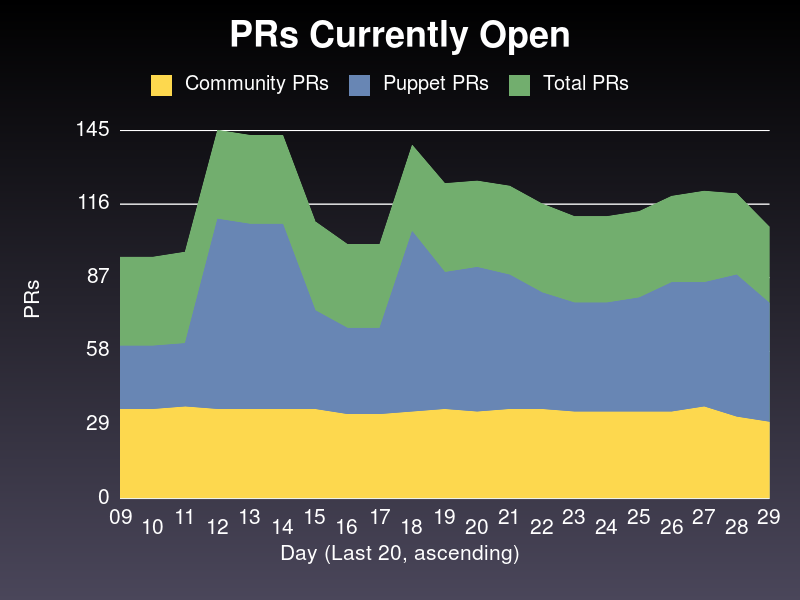 PRs Currently Open
Community PRs Puppet PRs Total PRs
145
116
87
58
29
0
PRs
09 10 11 12 13 14 15 16 17 18 19 20 21 22 23 24 25 26 27 28 29
Day (Last 20, ascending)